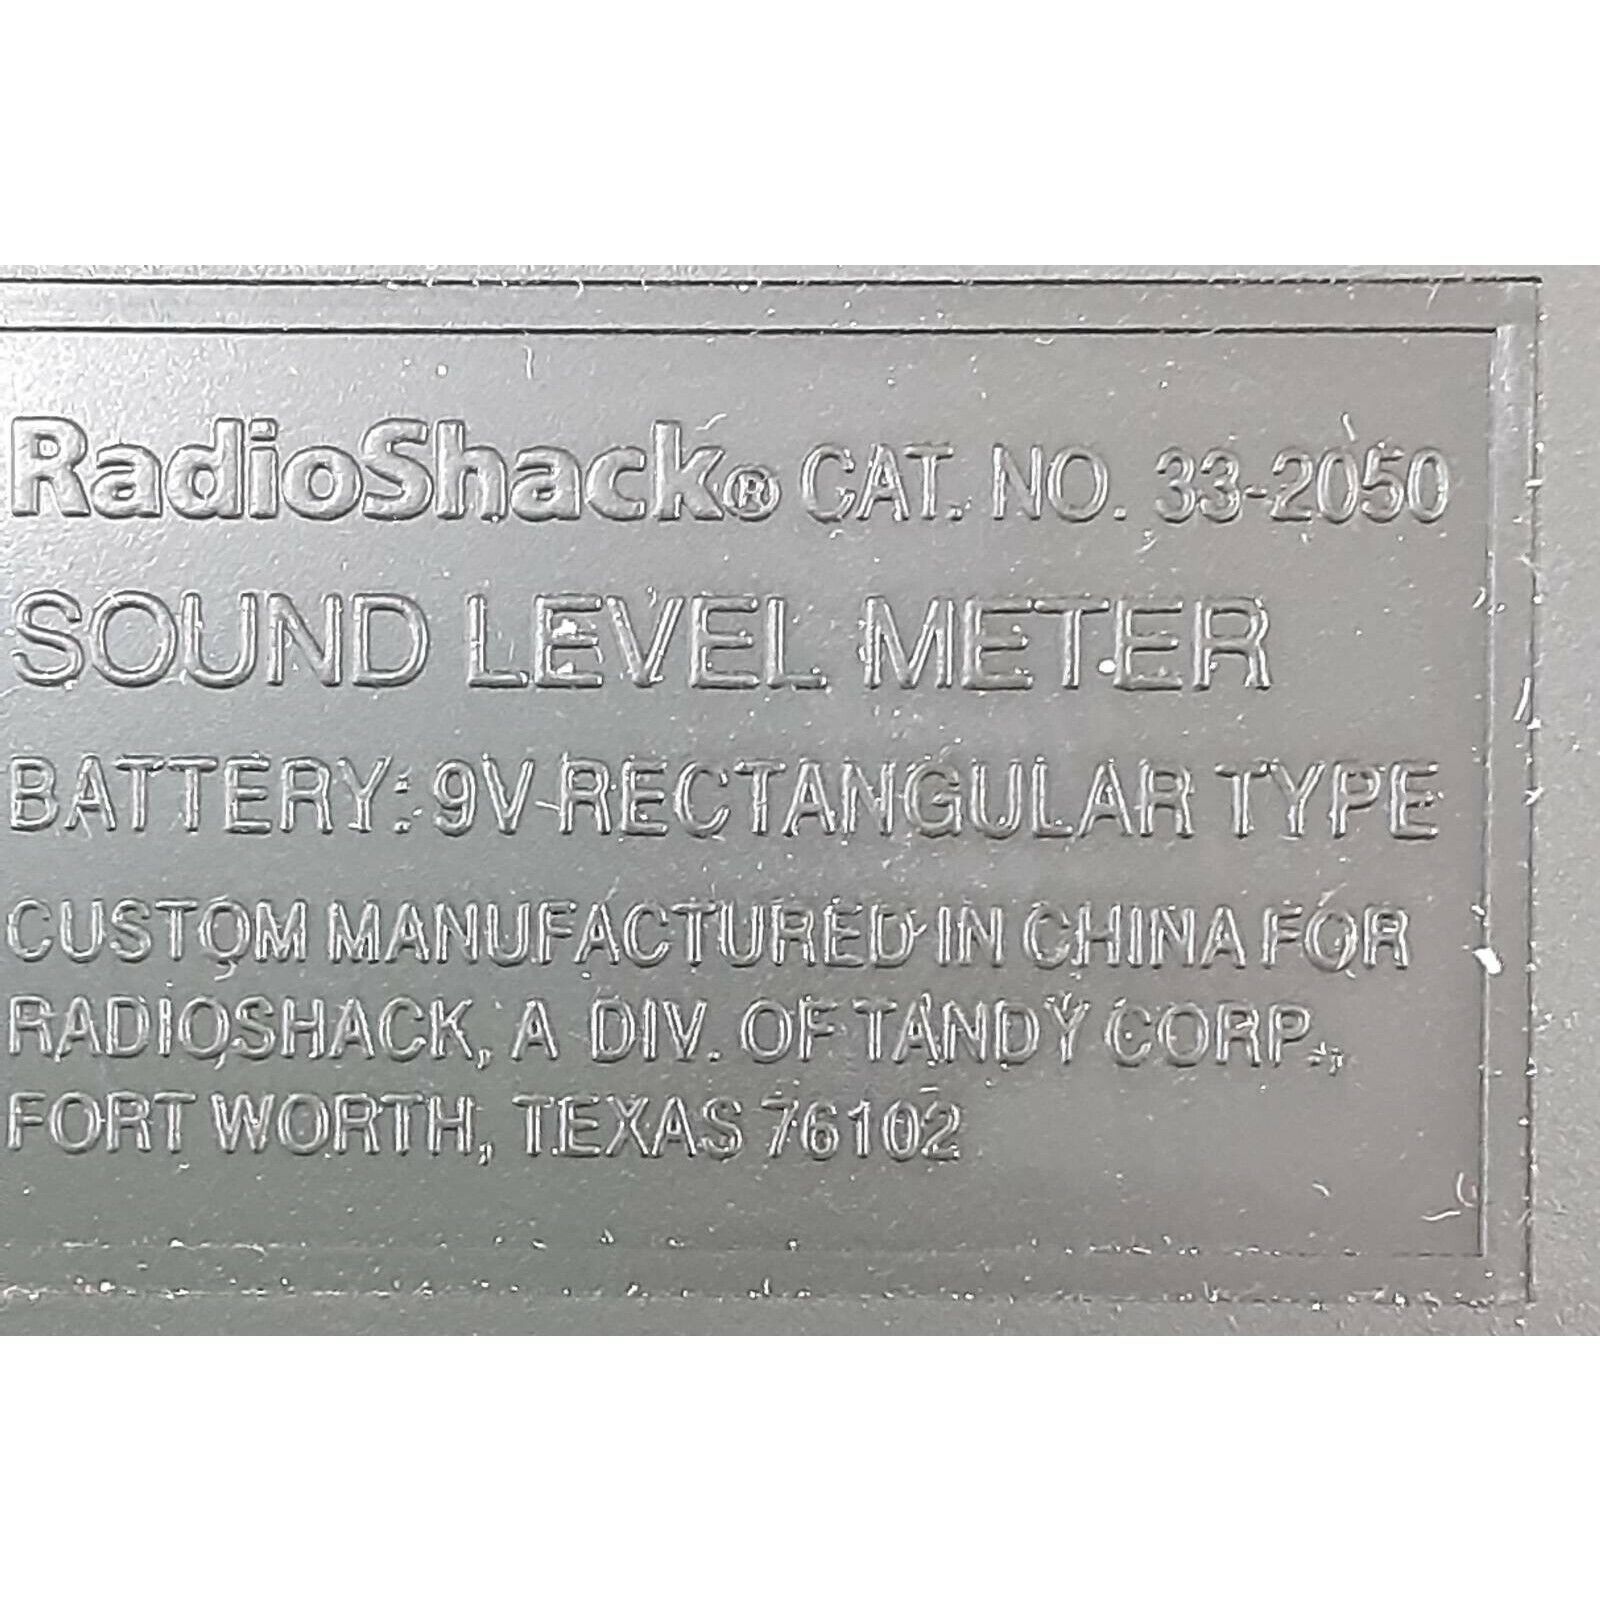 RadioShack® CAT. NO. 33-2050
SOUND LEVEL METER
BATTERY: 9V-RECTANGULAR TYPE
CUSTOM MANUFACTURED IN CHINA FOR
RADIOSHACK, A DIV. OF TANDY CORP.,
FORT WORTH, TEXAS 76102